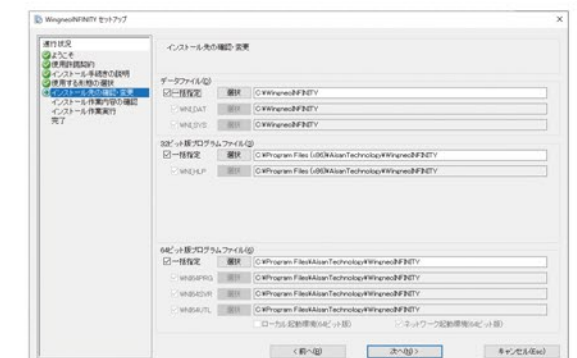 WingneoINFINITY セットアップ
進行状況
ようこそ
使用許諾契約
インストール手続きの説明
使用する形態の選択
インストール先の確認・変更
インストール作業内容の確認
インストール作業実行
完了
インストール先の確認・変更
データファイル(D)
一括指定 選択 C:¥WingneoINFINITY
WNI_DAT 選択 C:¥WingneoINFINITY
WNI_SYS 選択 C:¥WingneoINFINITY
32ビット版プログラムファイル(3)
一括指定 選択 C:¥Program Files (x86)¥AisanTechnology¥WingneoINFINITY
WNI_HLP 選択 C:¥Program Files (x86)¥AisanTechnology¥WingneoINFINITY
64ビット版プログラムファイル(6)
一括指定 選択 C:¥Program Files¥AisanTechnology¥WingneoINFINITY
WNI64PRG 選択 C:¥Program Files¥AisanTechnology¥WingneoINFINITY
WNI64SVR 選択 C:¥Program Files¥AisanTechnology¥WingneoINFINITY
WNI64UTL 選択 C:¥Program Files¥AisanTechnology¥WingneoINFINITY
ローカル起動環境(64ビット版) ネットワーク起動環境(64ビット版)
< 前へ(B) 次へ(N) > キャンセル(Esc)